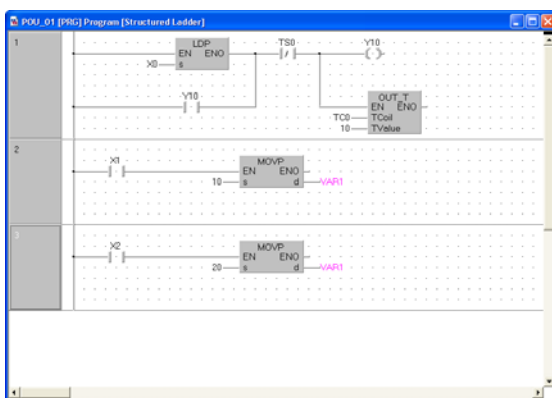 POU_01 [PRG] Program [Structured Ladder]
1
LDP
EN ENO
X0 s
TS0
Y10
Y10
OUT_T
EN ENO
TC0 TCoil
10 TValue
2
X1
MOVP
EN ENO
10 s d VAR1
3
X2
MOVP
EN ENO
20 s d VAR1